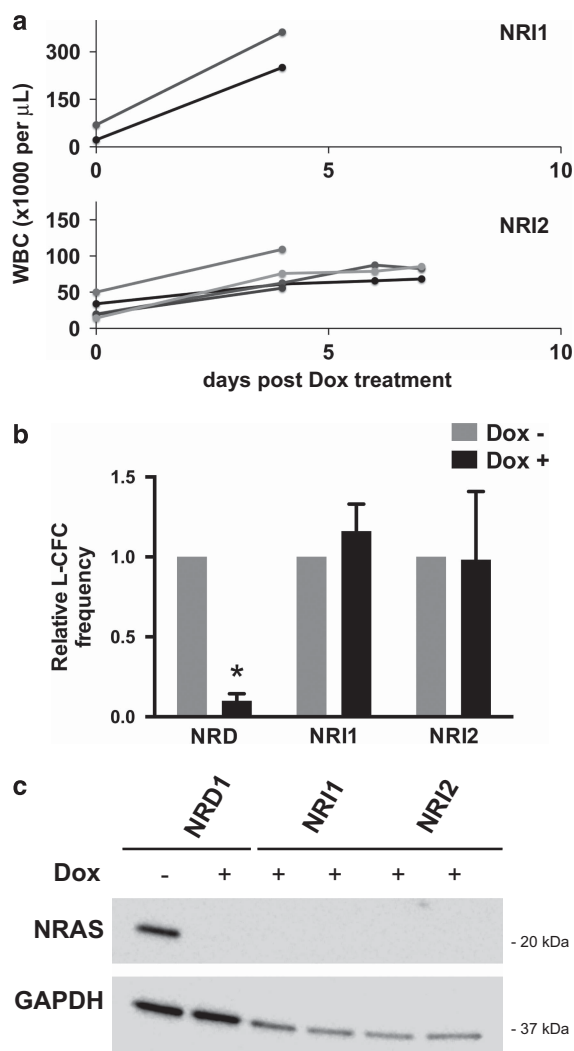 a
NRI1
300
150
0
0
5
10
WBC (x1000 per μL)
NRI2
150
100
50
0
0
5
10
days post Dox treatment
b
Dox -
Dox +
1.5
1.0
0.5
0.0
Relative L-CFC
frequency
*
NRD
NRI1
NRI2
c
NRD1
NRI1
NRI2
Dox
- + + + + +
NRAS
- 20 kDa
GAPDH
- 37 kDa